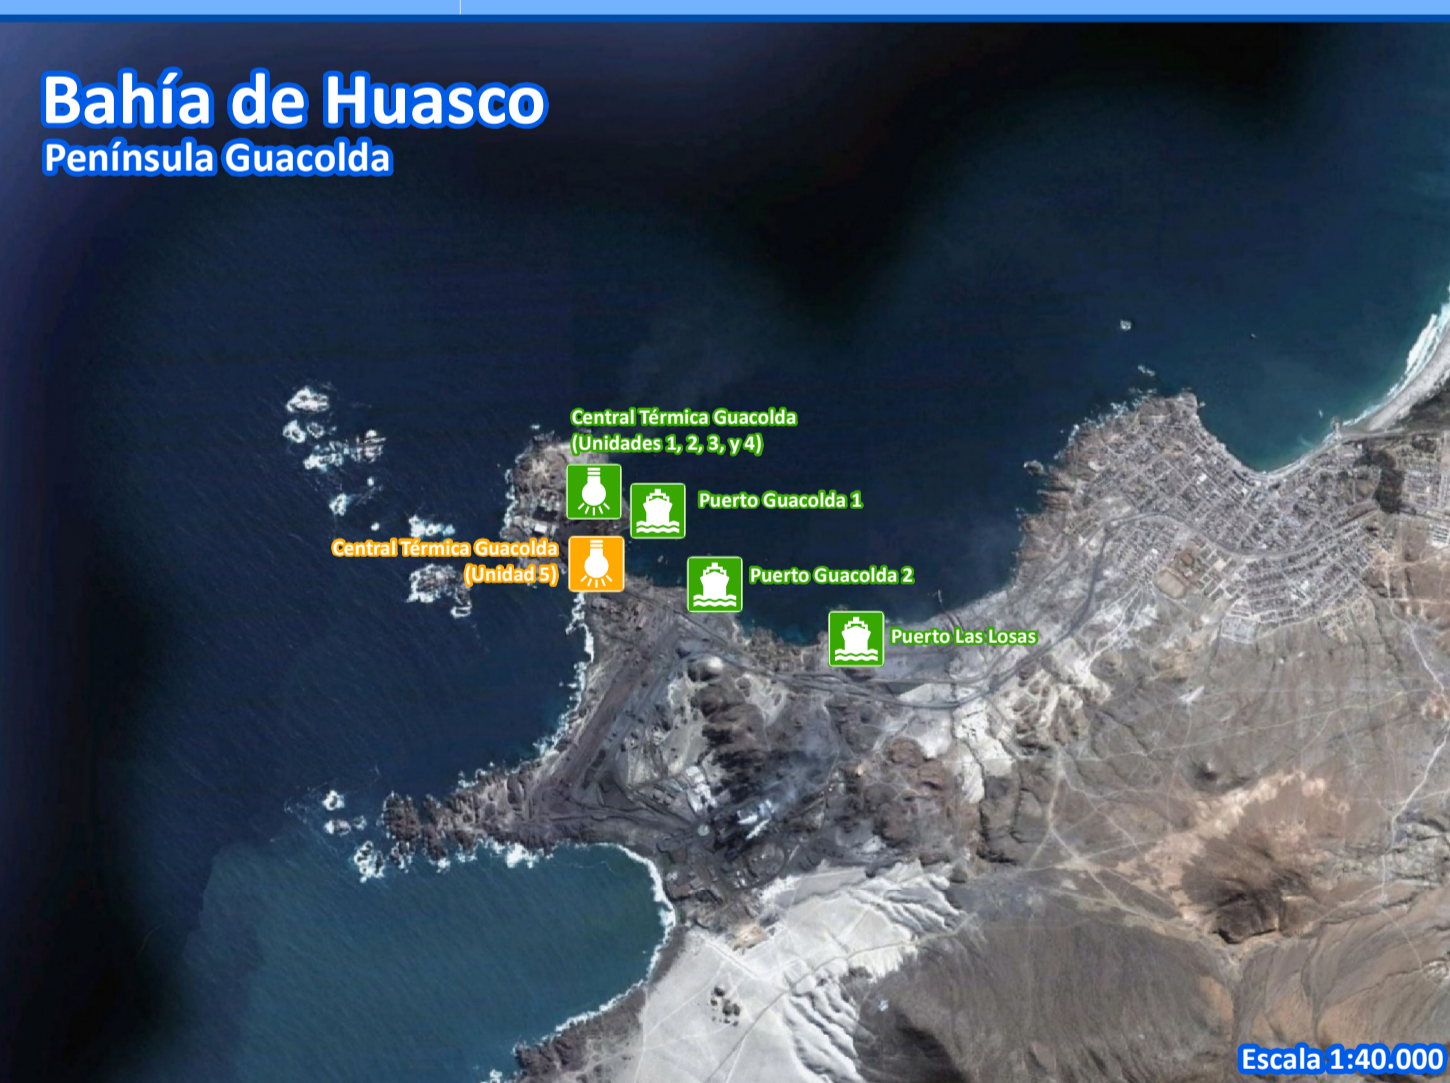 Bahía de Huasco
Península Guacolda
Central Térmica Guacolda
(Unidades 1, 2, 3, y 4)
Puerto Guacolda 1
Central Térmica Guacolda
(Unidad 5)
Puerto Guacolda 2
Puerto Las Losas
Escala 1:40.000